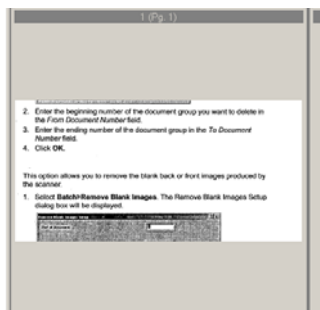 1 (Pg. 1)
2. Enter the beginning number of the document group you want to delete in
the From Document Number field.
3. Enter the ending number of the document group in the To Document
Number field.
4. Click OK.
This option allows you to remove the blank back or front images produced by
the scanner.
1. Select Batch>Remove Blank Images. The Remove Blank Images Setup
dialog box will be displayed.